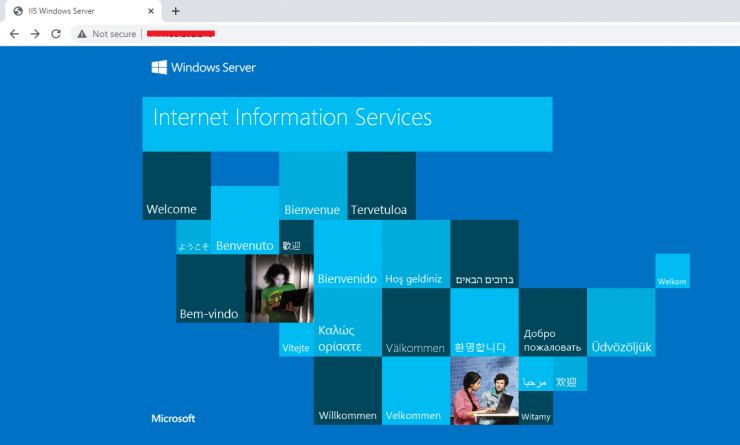 IIS Windows Server
Not secure
Windows Server
Internet Information Services
Welcome
Bienvenue
Tervetuloa
ようこそ
Benvenuto
歡迎
Bienvenido
Hoş geldiniz
ברוכים הבאים
Welkom
Bem-vindo
Vítejte
Καλώς
ορίσατε
Välkommen
환영합니다
Добро
пожаловать
Üdvözöljük
Willkommen
Velkommen
مرحبا
欢迎
Witamy
Microsoft